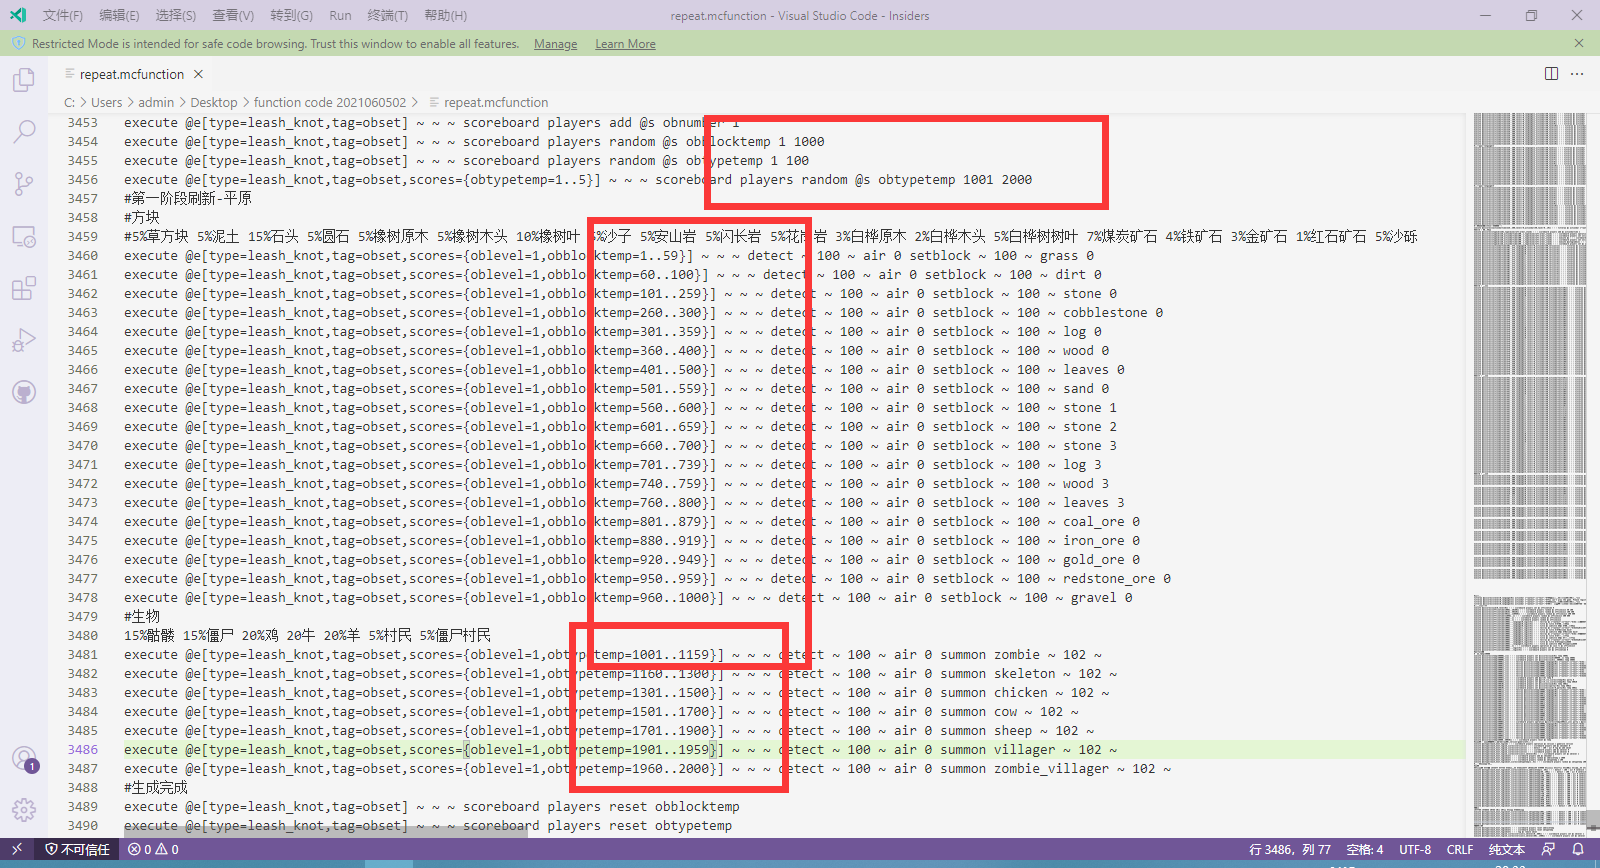 文件(F) 编辑(E) 选择(S) 查看(V) 转到(G) Run 终端(T) 帮助(H) repeat.mcfunction - Visual Studio Code - Insiders
Restricted Mode is intended for safe code browsing. Trust this window to enable all features. Manage Learn More
repeat.mcfunction
C: > Users > admin > Desktop > function code 2021060502 > repeat.mcfunction
3453 execute @e[type=leash_knot,tag=obset] ~ ~ ~ scoreboard players add @s obnumber 1
3454 execute @e[type=leash_knot,tag=obset] ~ ~ ~ scoreboard players random @s obblocktemp 1 1000
3455 execute @e[type=leash_knot,tag=obset] ~ ~ ~ scoreboard players random @s obtypetemp 1 100
3456 execute @e[type=leash_knot,tag=obset,scores={obtypetemp=1..5}] ~ ~ ~ scoreboard players random @s obtypetemp 1001 2000
3457 #第一阶段刷新-平原
3458 #方块
3459 #5%草方块 5%泥土 15%石头 5%圆石 5%橡树原木 5%橡树木头 10%橡树叶 5%沙子 5%安山岩 5%闪长岩 5%花岗岩 3%白桦原木 2%白桦木头 5%白桦树树叶 7%煤炭矿石 4%铁矿石 3%金矿石 1%红石矿石 5%沙砾
3460 execute @e[type=leash_knot,tag=obset,scores={oblevel=1,obblocktemp=1..59}] ~ ~ ~ detect ~ 100 ~ air 0 setblock ~ 100 ~ grass 0
3461 execute @e[type=leash_knot,tag=obset,scores={oblevel=1,obblocktemp=60..100}] ~ ~ ~ detect ~ 100 ~ air 0 setblock ~ 100 ~ dirt 0
3462 execute @e[type=leash_knot,tag=obset,scores={oblevel=1,obblocktemp=101..259}] ~ ~ ~ detect ~ 100 ~ air 0 setblock ~ 100 ~ stone 0
3463 execute @e[type=leash_knot,tag=obset,scores={oblevel=1,obblocktemp=260..300}] ~ ~ ~ detect ~ 100 ~ air 0 setblock ~ 100 ~ cobblestone 0
3464 execute @e[type=leash_knot,tag=obset,scores={oblevel=1,obblocktemp=301..359}] ~ ~ ~ detect ~ 100 ~ air 0 setblock ~ 100 ~ log 0
3465 execute @e[type=leash_knot,tag=obset,scores={oblevel=1,obblocktemp=360..400}] ~ ~ ~ detect ~ 100 ~ air 0 setblock ~ 100 ~ wood 0
3466 execute @e[type=leash_knot,tag=obset,scores={oblevel=1,obblocktemp=401..500}] ~ ~ ~ detect ~ 100 ~ air 0 setblock ~ 100 ~ leaves 0
3467 execute @e[type=leash_knot,tag=obset,scores={oblevel=1,obblocktemp=501..559}] ~ ~ ~ detect ~ 100 ~ air 0 setblock ~ 100 ~ sand 0
3468 execute @e[type=leash_knot,tag=obset,scores={oblevel=1,obblocktemp=560..600}] ~ ~ ~ detect ~ 100 ~ air 0 setblock ~ 100 ~ stone 1
3469 execute @e[type=leash_knot,tag=obset,scores={oblevel=1,obblocktemp=601..659}] ~ ~ ~ detect ~ 100 ~ air 0 setblock ~ 100 ~ stone 2
3470 execute @e[type=leash_knot,tag=obset,scores={oblevel=1,obblocktemp=660..700}] ~ ~ ~ detect ~ 100 ~ air 0 setblock ~ 100 ~ stone 3
3471 execute @e[type=leash_knot,tag=obset,scores={oblevel=1,obblocktemp=701..739}] ~ ~ ~ detect ~ 100 ~ air 0 setblock ~ 100 ~ log 3
3472 execute @e[type=leash_knot,tag=obset,scores={oblevel=1,obblocktemp=740..759}] ~ ~ ~ detect ~ 100 ~ air 0 setblock ~ 100 ~ wood 3
3473 execute @e[type=leash_knot,tag=obset,scores={oblevel=1,obblocktemp=760..800}] ~ ~ ~ detect ~ 100 ~ air 0 setblock ~ 100 ~ leaves 3
3474 execute @e[type=leash_knot,tag=obset,scores={oblevel=1,obblocktemp=801..879}] ~ ~ ~ detect ~ 100 ~ air 0 setblock ~ 100 ~ coal_ore 0
3475 execute @e[type=leash_knot,tag=obset,scores={oblevel=1,obblocktemp=880..919}] ~ ~ ~ detect ~ 100 ~ air 0 setblock ~ 100 ~ iron_ore 0
3476 execute @e[type=leash_knot,tag=obset,scores={oblevel=1,obblocktemp=920..949}] ~ ~ ~ detect ~ 100 ~ air 0 setblock ~ 100 ~ gold_ore 0
3477 execute @e[type=leash_knot,tag=obset,scores={oblevel=1,obblocktemp=950..959}] ~ ~ ~ detect ~ 100 ~ air 0 setblock ~ 100 ~ redstone_ore 0
3478 execute @e[type=leash_knot,tag=obset,scores={oblevel=1,obblocktemp=960..1000}] ~ ~ ~ detect ~ 100 ~ air 0 setblock ~ 100 ~ gravel 0
3479 #生物
3480 15%骷髅 15%僵尸 20%鸡 20牛 20%羊 5%村民 5%僵尸村民
3481 execute @e[type=leash_knot,tag=obset,scores={oblevel=1,obtypetemp=1001..1159}] ~ ~ ~ detect ~ 100 ~ air 0 summon zombie ~ 102 ~
3482 execute @e[type=leash_knot,tag=obset,scores={oblevel=1,obtypetemp=1160..1300}] ~ ~ ~ detect ~ 100 ~ air 0 summon skeleton ~ 102 ~
3483 execute @e[type=leash_knot,tag=obset,scores={oblevel=1,obtypetemp=1301..1500}] ~ ~ ~ detect ~ 100 ~ air 0 summon chicken ~ 102 ~
3484 execute @e[type=leash_knot,tag=obset,scores={oblevel=1,obtypetemp=1501..1700}] ~ ~ ~ detect ~ 100 ~ air 0 summon cow ~ 102 ~
3485 execute @e[type=leash_knot,tag=obset,scores={oblevel=1,obtypetemp=1701..1900}] ~ ~ ~ detect ~ 100 ~ air 0 summon sheep ~ 102 ~
3486 execute @e[type=leash_knot,tag=obset,scores={oblevel=1,obtypetemp=1901..1959}] ~ ~ ~ detect ~ 100 ~ air 0 summon villager ~ 102 ~
3487 execute @e[type=leash_knot,tag=obset,scores={oblevel=1,obtypetemp=1960..2000}] ~ ~ ~ detect ~ 100 ~ air 0 summon zombie_villager ~ 102 ~
3488 #生成完成
3489 execute @e[type=leash_knot,tag=obset] ~ ~ ~ scoreboard players reset obblocktemp
3490 execute @e[type=leash_knot,tag=obset] ~ ~ ~ scoreboard players reset obtypetemp
1
不可信任 0 0 行 3486，列 77 空格: 4 UTF-8 CRLF 纯文本